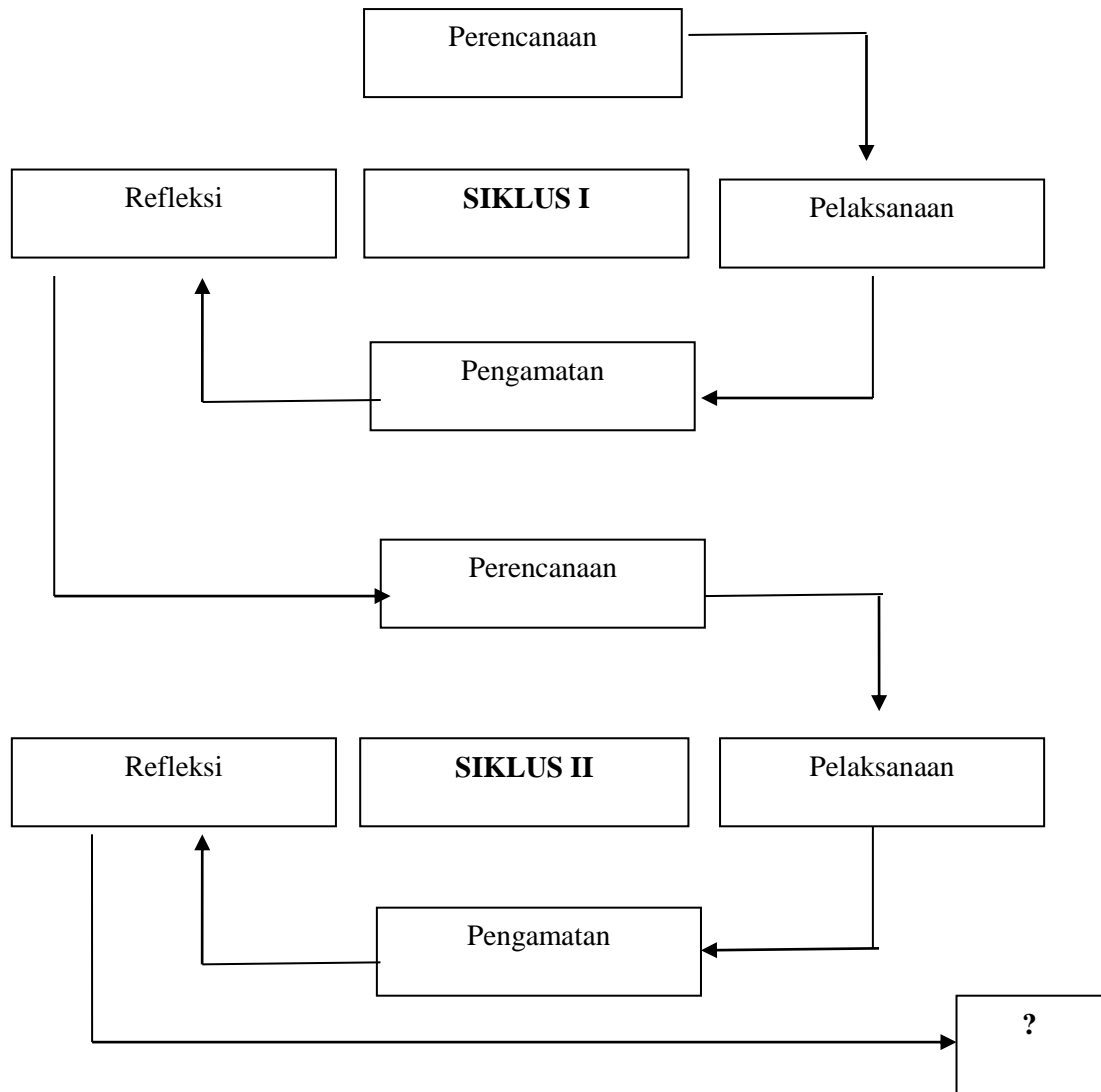 Perencanaan
Refleksi
SIKLUS I
Pelaksanaan
Pengamatan
Perencanaan
Refleksi
SIKLUS II
Pelaksanaan
Pengamatan
?